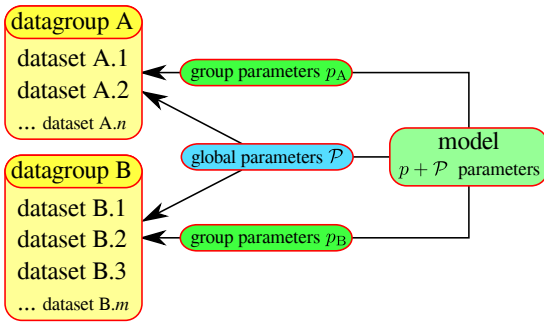 datagroup A
dataset A.1
dataset A.2
... dataset A.n
datagroup B
dataset B.1
dataset B.2
dataset B.3
... dataset B.m
group parameters p_A
global parameters 𝒫
group parameters p_B
model
p + 𝒫 parameters